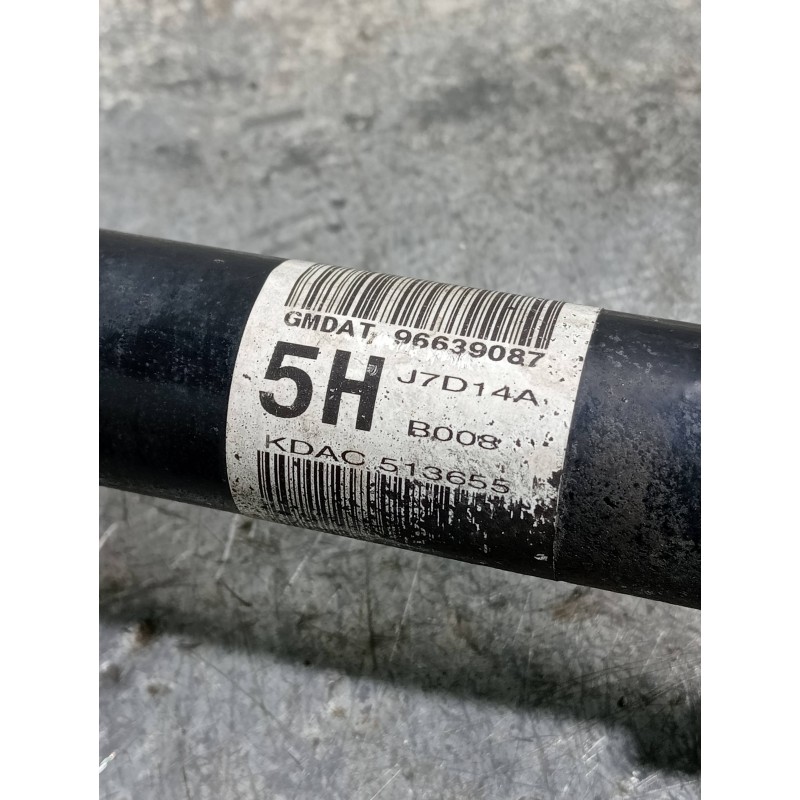 GMDAT 96639087
5H J7D14A
B008
KDAC 513655